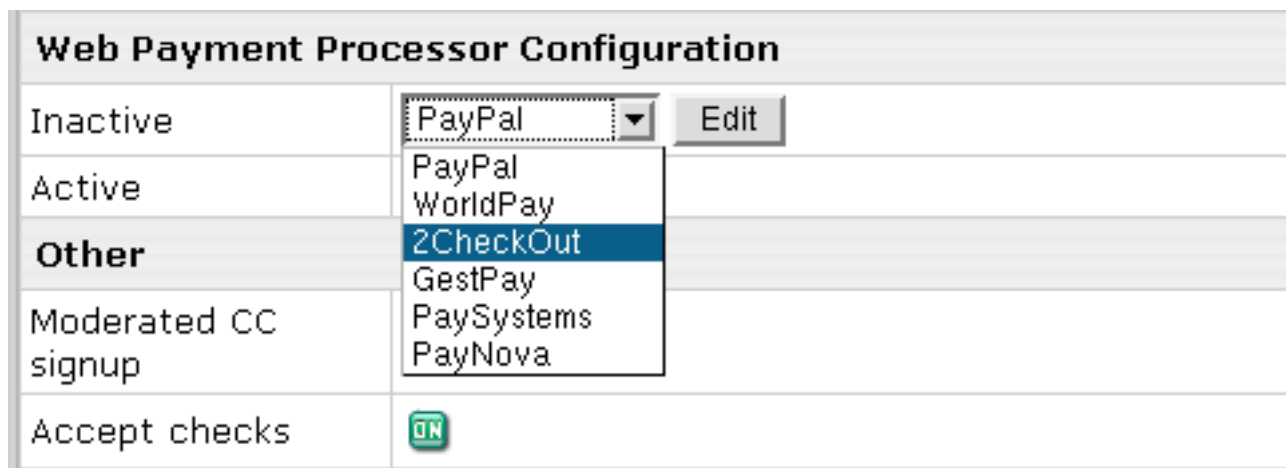 Web Payment Processor Configuration
Inactive PayPal Edit
PayPal
Active
WorldPay
2CheckOut
Other
GestPay
Moderated CC
signup
PaySystems
PayNova
Accept checks ON